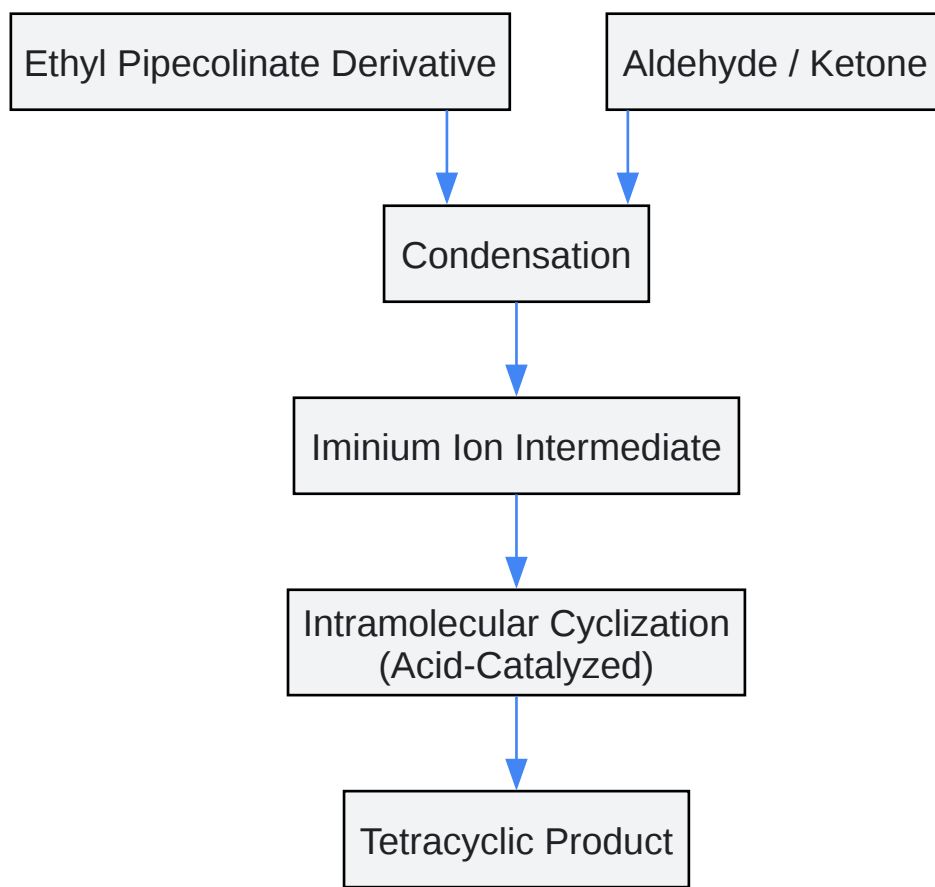 Ethyl Pipecolinate Derivative
Aldehyde / Ketone
Condensation
Iminium Ion Intermediate
Intramolecular Cyclization
(Acid-Catalyzed)
Tetracyclic Product